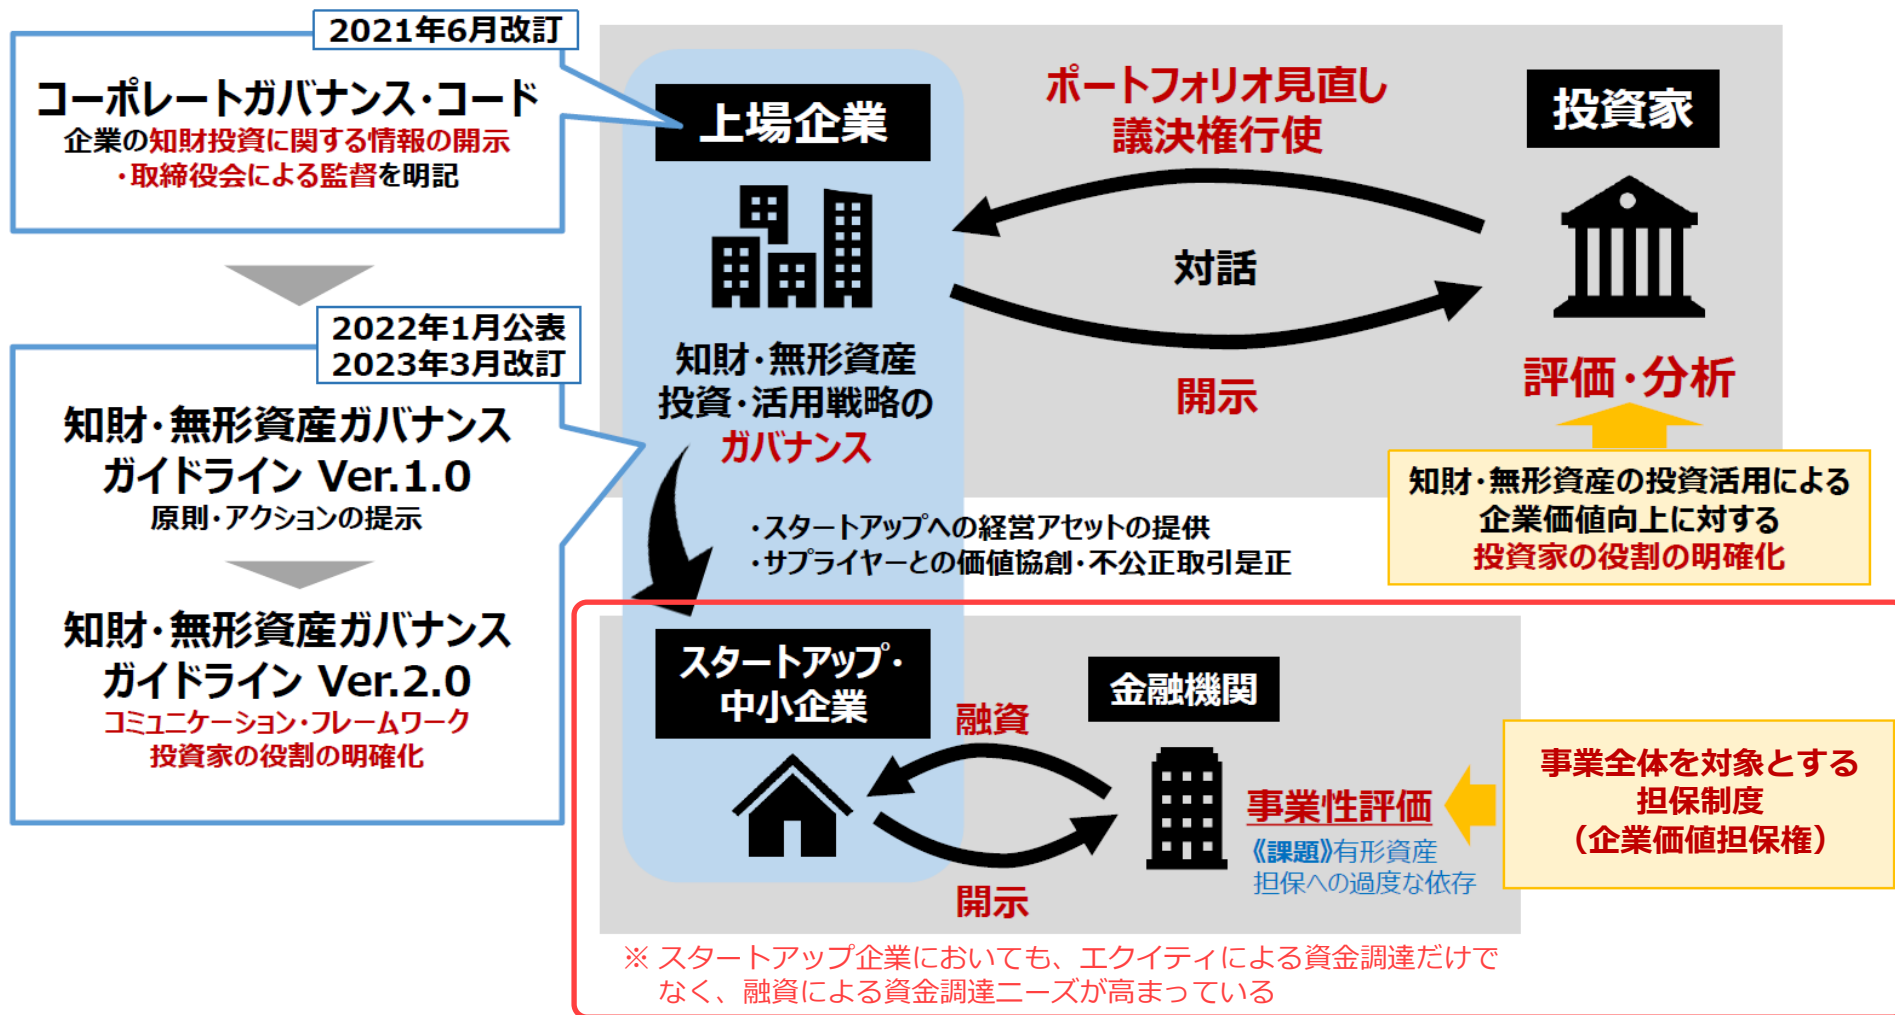 2021年6月改訂
コーポレートガバナンス・コード
企業の知財投資に関する情報の開示
・取締役会による監督を明記
2022年1月公表
2023年3月改訂
知財・無形資産ガバナンス
ガイドライン Ver.1.0
原則・アクションの提示
知財・無形資産ガバナンス
ガイドライン Ver.2.0
コミュニケーション・フレームワーク
投資家の役割の明確化
上場企業
知財・無形資産
投資・活用戦略の
ガバナンス
ポートフォリオ見直し
議決権行使
対話
開示
投資家
評価・分析
知財・無形資産の投資活用による
企業価値向上に対する
投資家の役割の明確化
・スタートアップへの経営アセットの提供
・サプライヤーとの価値協創・不公正取引是正
スタートアップ・
中小企業
融資
開示
金融機関
事業性評価
《課題》有形資産
担保への過度な依存
事業全体を対象とする
担保制度
（企業価値担保権）
※ スタートアップ企業においても、エクイティによる資金調達だけで
なく、融資による資金調達ニーズが高まっている